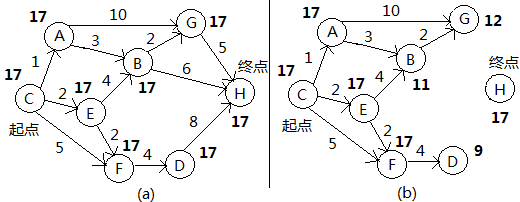 17 10 G 17
A
3 2 5
1 B 终点
17 17 6 H
C 2 17 4 17
E
起点 2 8
5 17
F 4 D 17
(a)
17 10 G 12
A
3 2
1 B 终点
17 11 H
C 2 17 4 17
E
起点 2
5 17
F 4 D 9
(b)